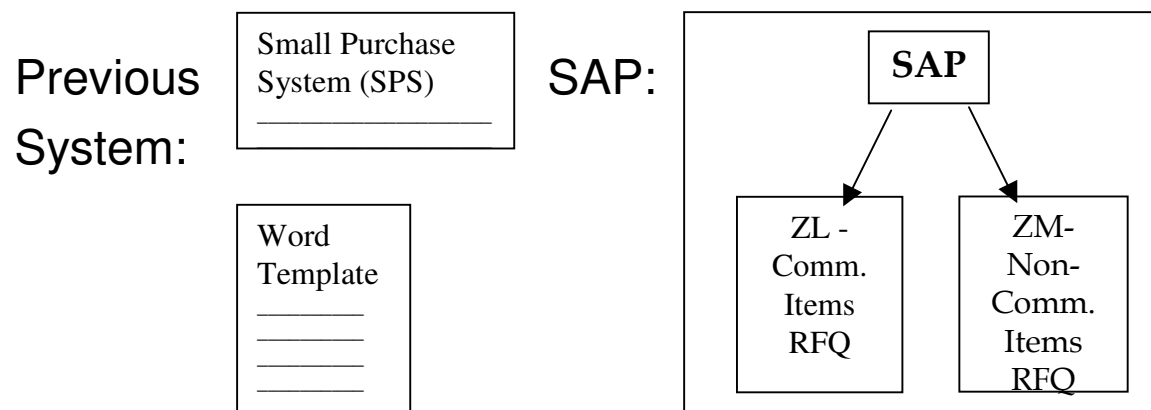 Previous
System:
Small Purchase
System (SPS)
Word
Template
SAP:
SAP
ZL -
Comm.
Items
RFQ
ZM-
Non-
Comm.
Items
RFQ